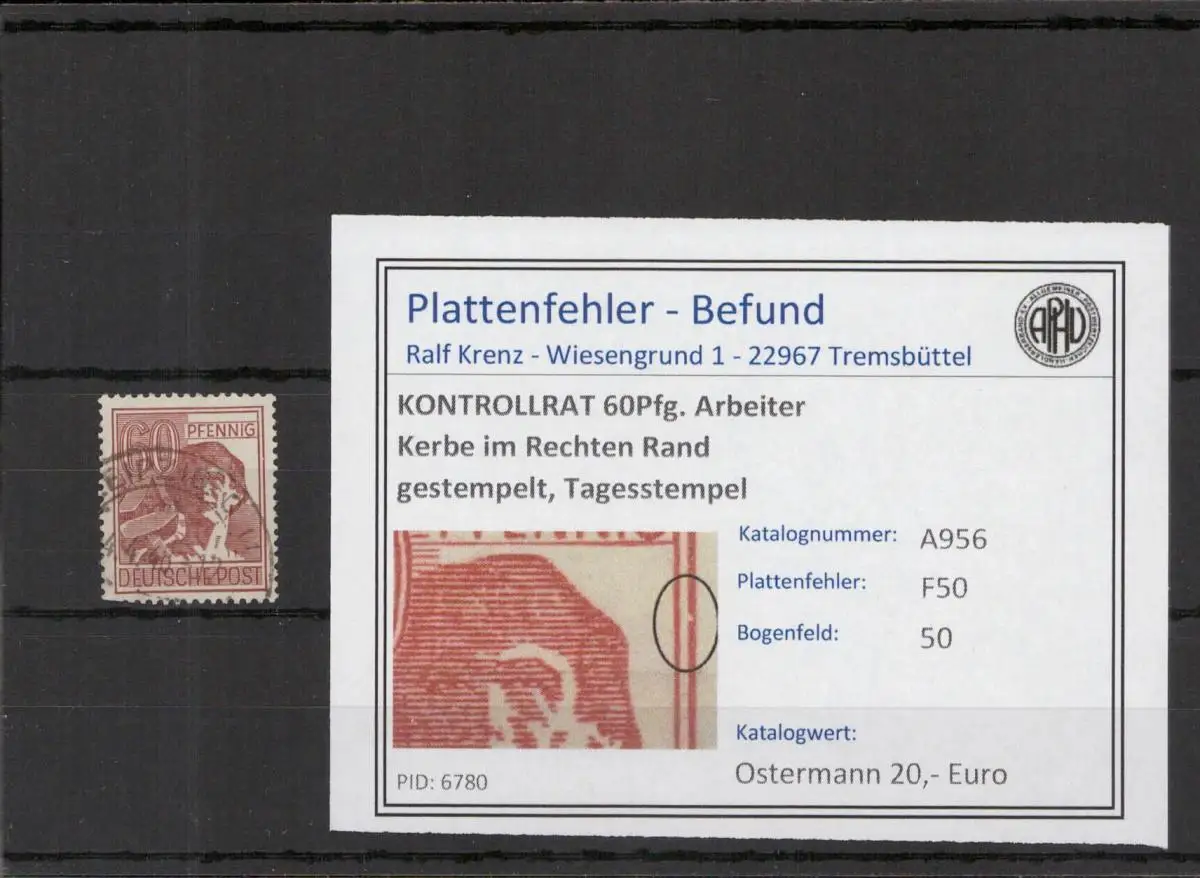 60
PFENNIG
DEUTSCHE POST
Plattenfehler - Befund
Ralf Krenz - Wiesengrund 1 - 22967 Tremsbüttel
APHV
KONTROLLRAT 60Pfg. Arbeiter
Kerbe im Rechten Rand
gestempelt, Tagesstempel
Katalognummer: A956
Plattenfehler: F50
Bogenfeld: 50
Katalogwert:
Ostermann 20,- Euro
PID: 6780